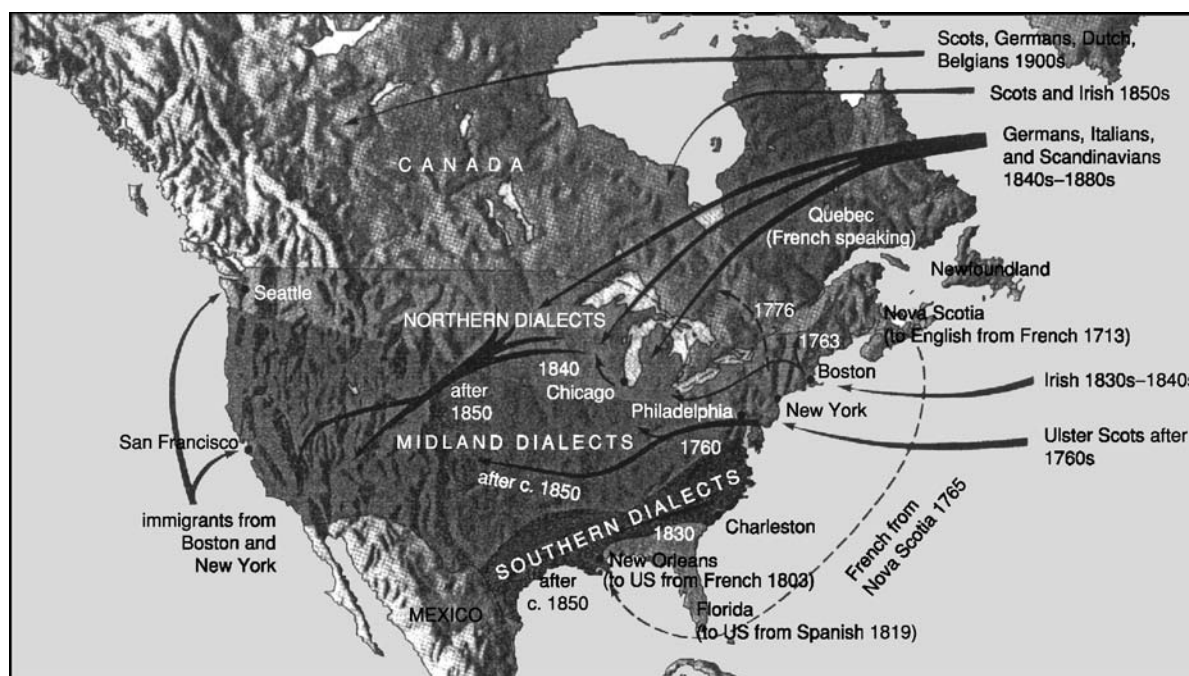 Scots, Germans, Dutch,
Belgians 1900s
Scots and Irish 1850s
Germans, Italians,
and Scandinavians
1840s–1880s
CANADA
Quebec
(French speaking)
Newfoundland
Seattle
NORTHERN DIALECTS
1776
Nova Scotia
(to English from French 1713)
1763
1840
Boston
Chicago
after
1850
Irish 1830s–1840s
Philadelphia
New York
San Francisco
MIDLAND DIALECTS
1760
Ulster Scots after
1760s
after c. 1850
SOUTHERN DIALECTS
immigrants from
Boston and
New York
1830
Charleston
French from
Nova Scotia 1765
New Orleans
(to US from French 1803)
after
c. 1850
MEXICO
Florida
(to US from Spanish 1819)